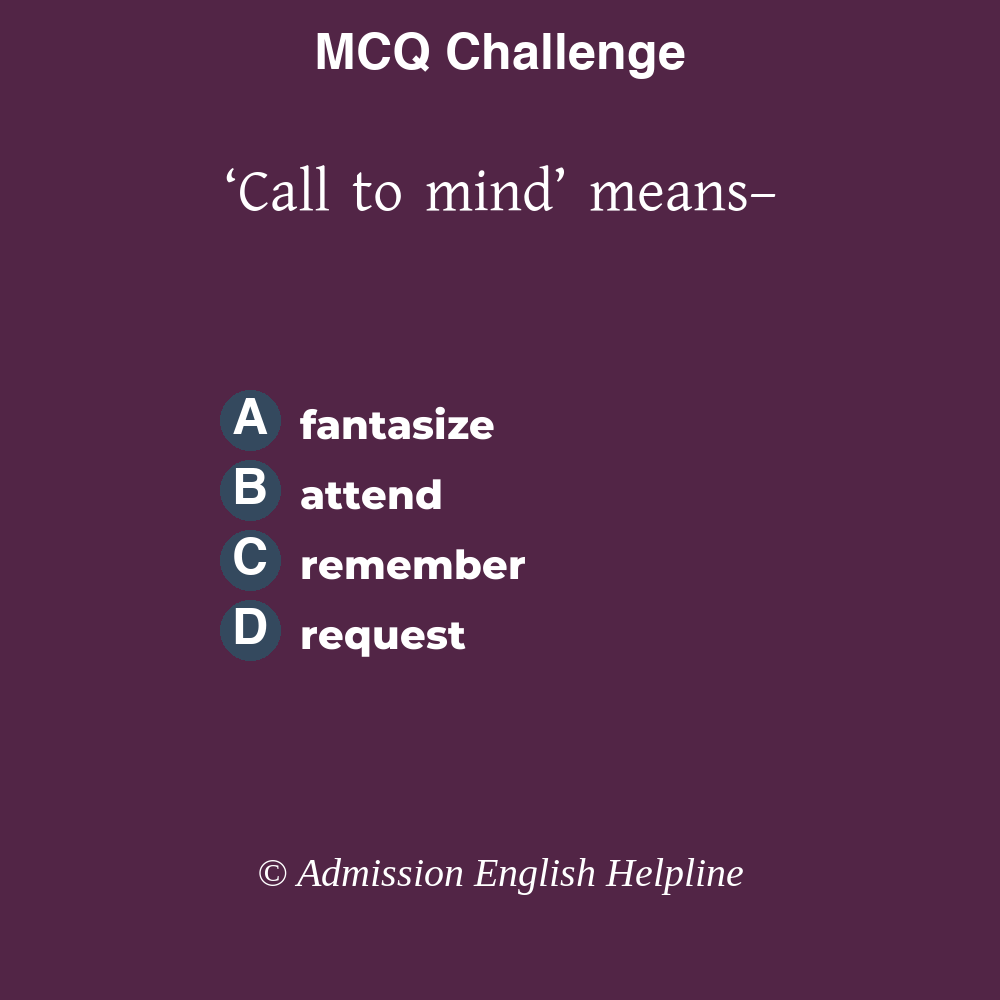 MCQ Challenge
‘Call to mind’ means–
A fantasize
B attend
C remember
D request
© Admission English Helpline